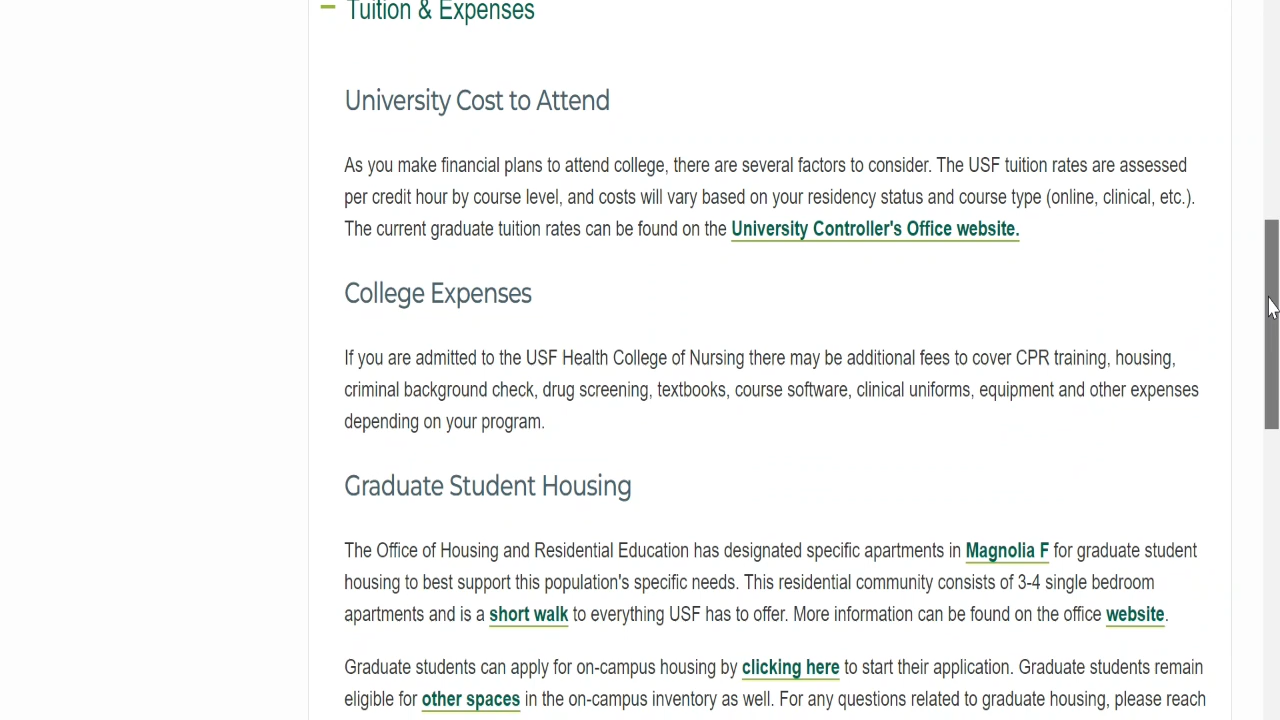 Tuition & Expenses
University Cost to Attend
As you make financial plans to attend college, there are several factors to consider. The USF tuition rates are assessed
per credit hour by course level, and costs will vary based on your residency status and course type (online, clinical, etc.).
The current graduate tuition rates can be found on the University Controller's Office website.
College Expenses
If you are admitted to the USF Health College of Nursing there may be additional fees to cover CPR training, housing,
criminal background check, drug screening, textbooks, course software, clinical uniforms, equipment and other expenses
depending on your program.
Graduate Student Housing
The Office of Housing and Residential Education has designated specific apartments in Magnolia F for graduate student
housing to best support this population's specific needs. This residential community consists of 3-4 single bedroom
apartments and is a short walk to everything USF has to offer. More information can be found on the office website.
Graduate students can apply for on-campus housing by clicking here to start their application. Graduate students remain
eligible for other spaces in the on-campus inventory as well. For any questions related to graduate housing, please reach